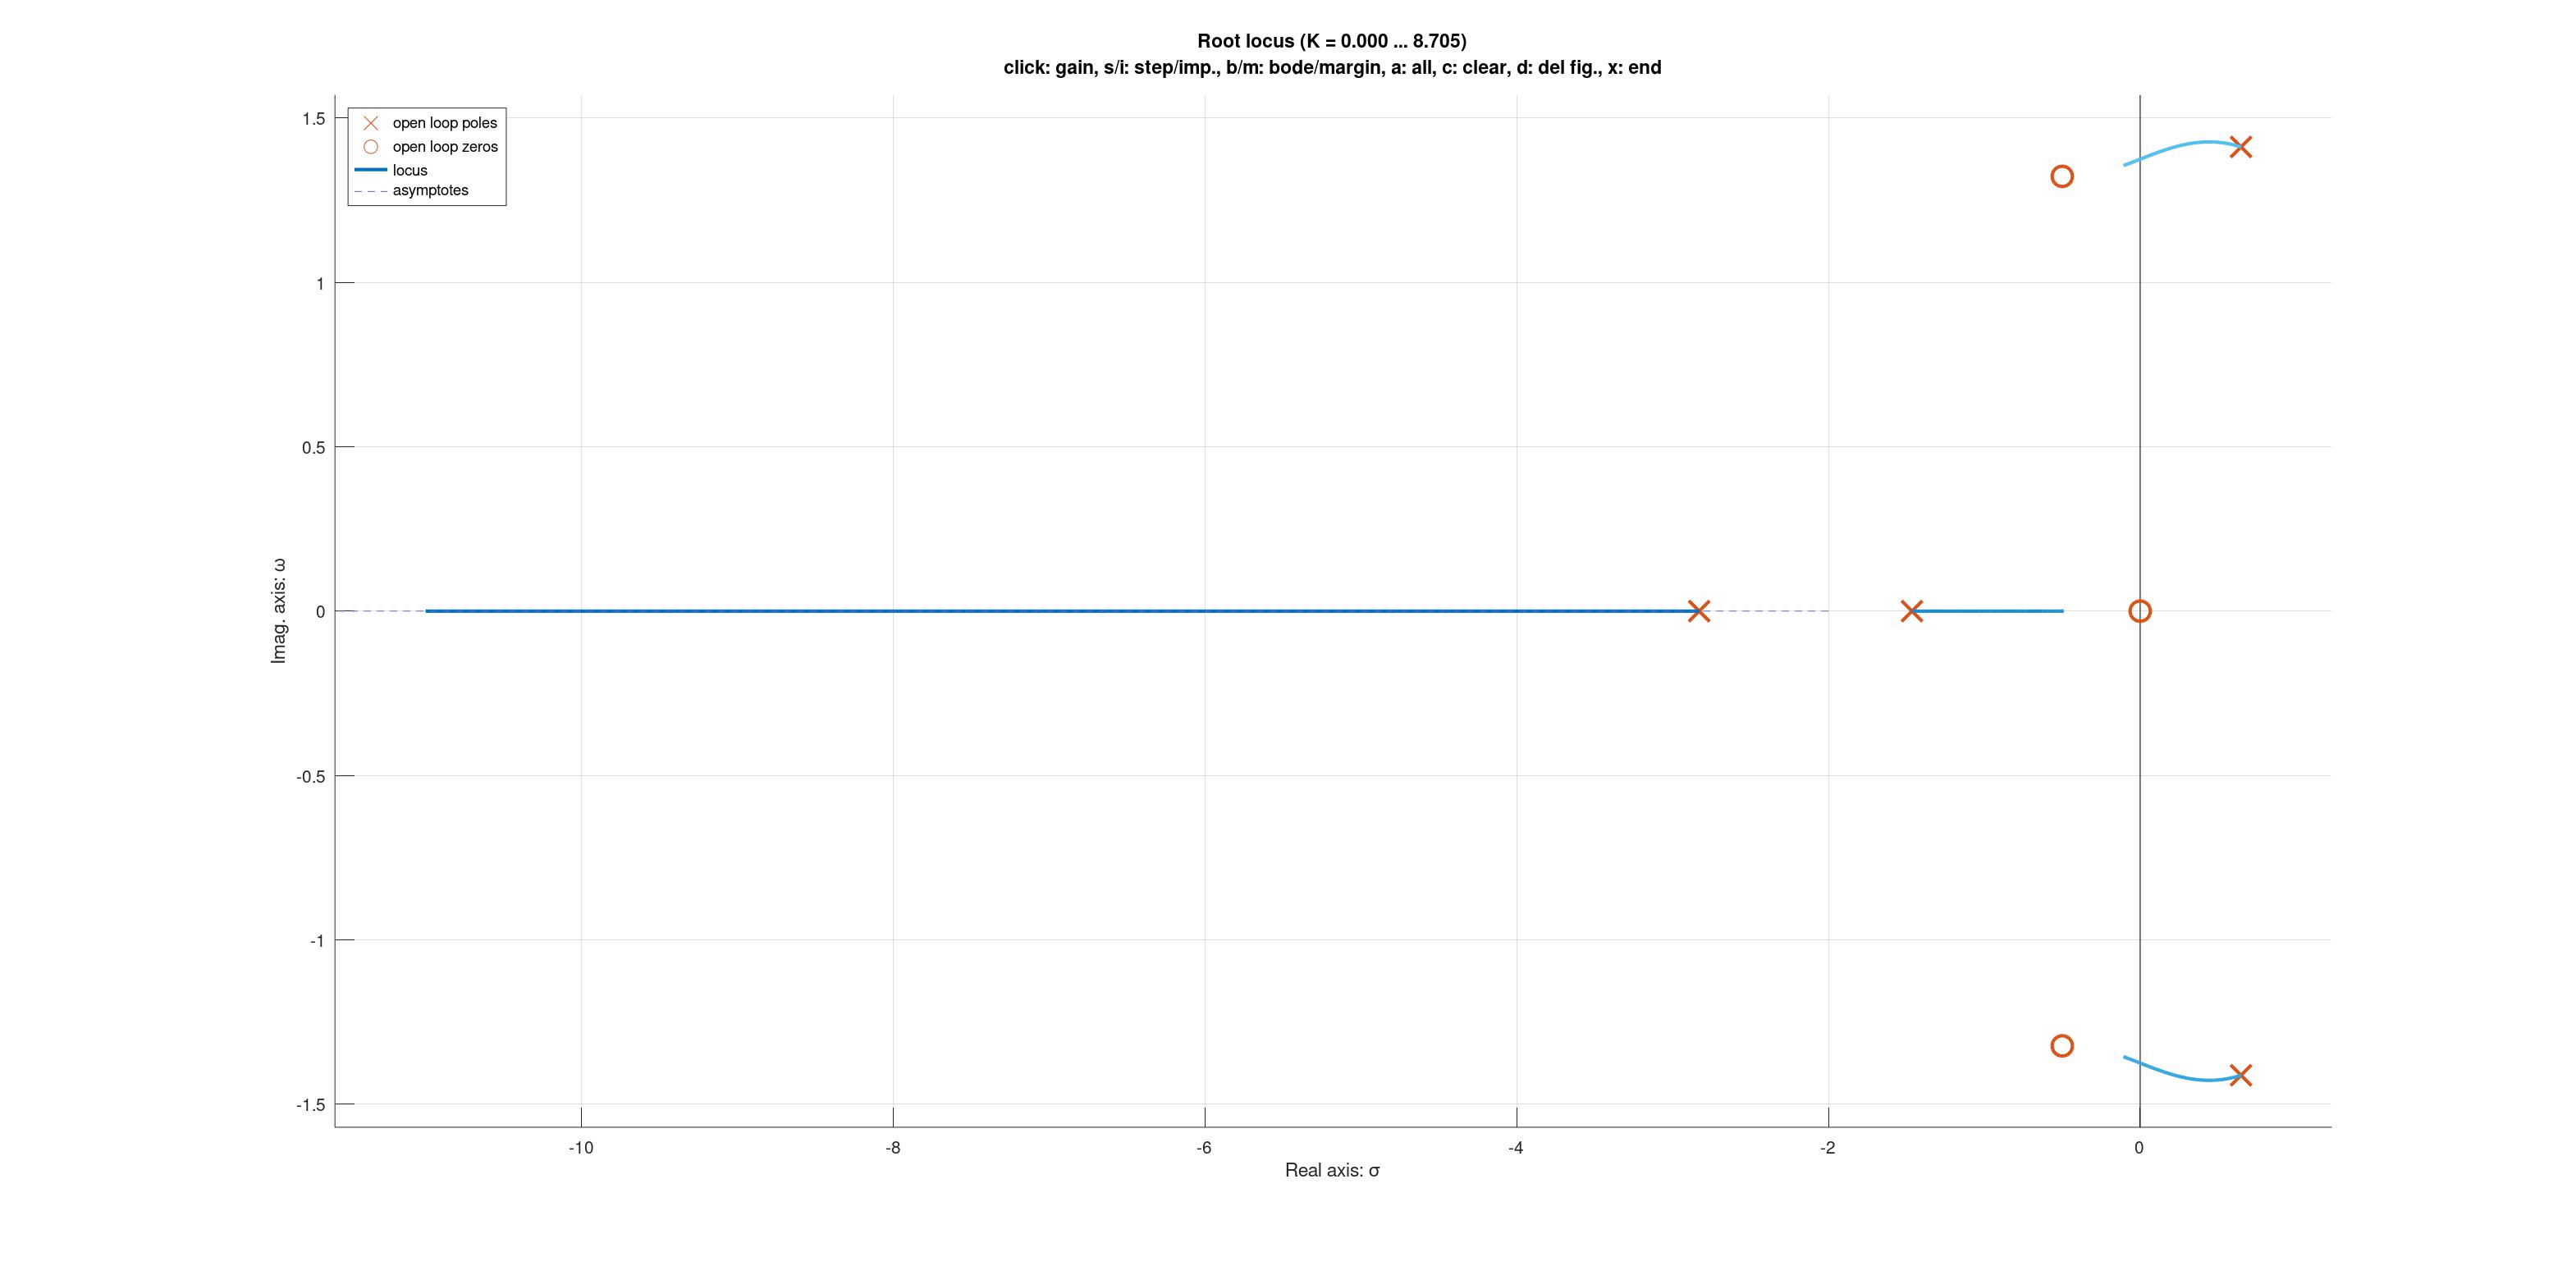 Root locus (K = 0.000 ... 8.705)
click: gain, s/i: step/imp., b/m: bode/margin, a: all, c: clear, d: del fig., x: end
open loop poles
open loop zeros
locus
asymptotes
1.5
1
0.5
0
-0.5
-1
-1.5
Imag. axis: ω
-10
-8
-6
-4
-2
0
Real axis: σ